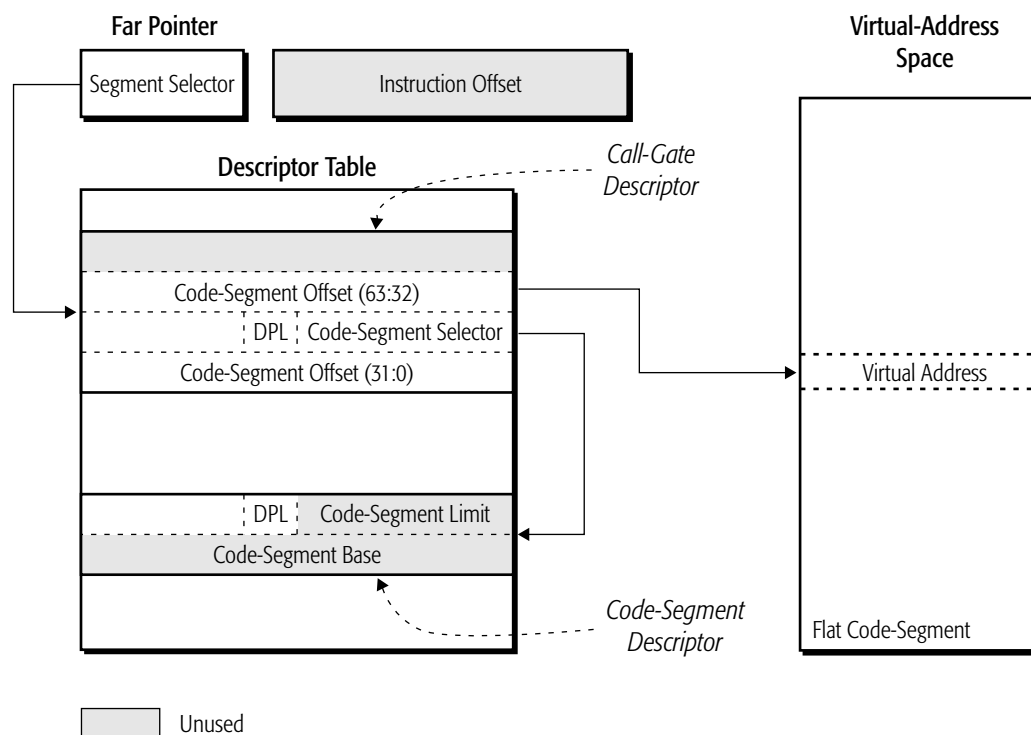 Far Pointer
Virtual-Address
Space
Segment Selector
Instruction Offset
Descriptor Table
Call-Gate
Descriptor
Code-Segment Offset (63:32)
DPL Code-Segment Selector
Code-Segment Offset (31:0)
Virtual Address
DPL Code-Segment Limit
Code-Segment Base
Code-Segment
Descriptor
Flat Code-Segment
Unused